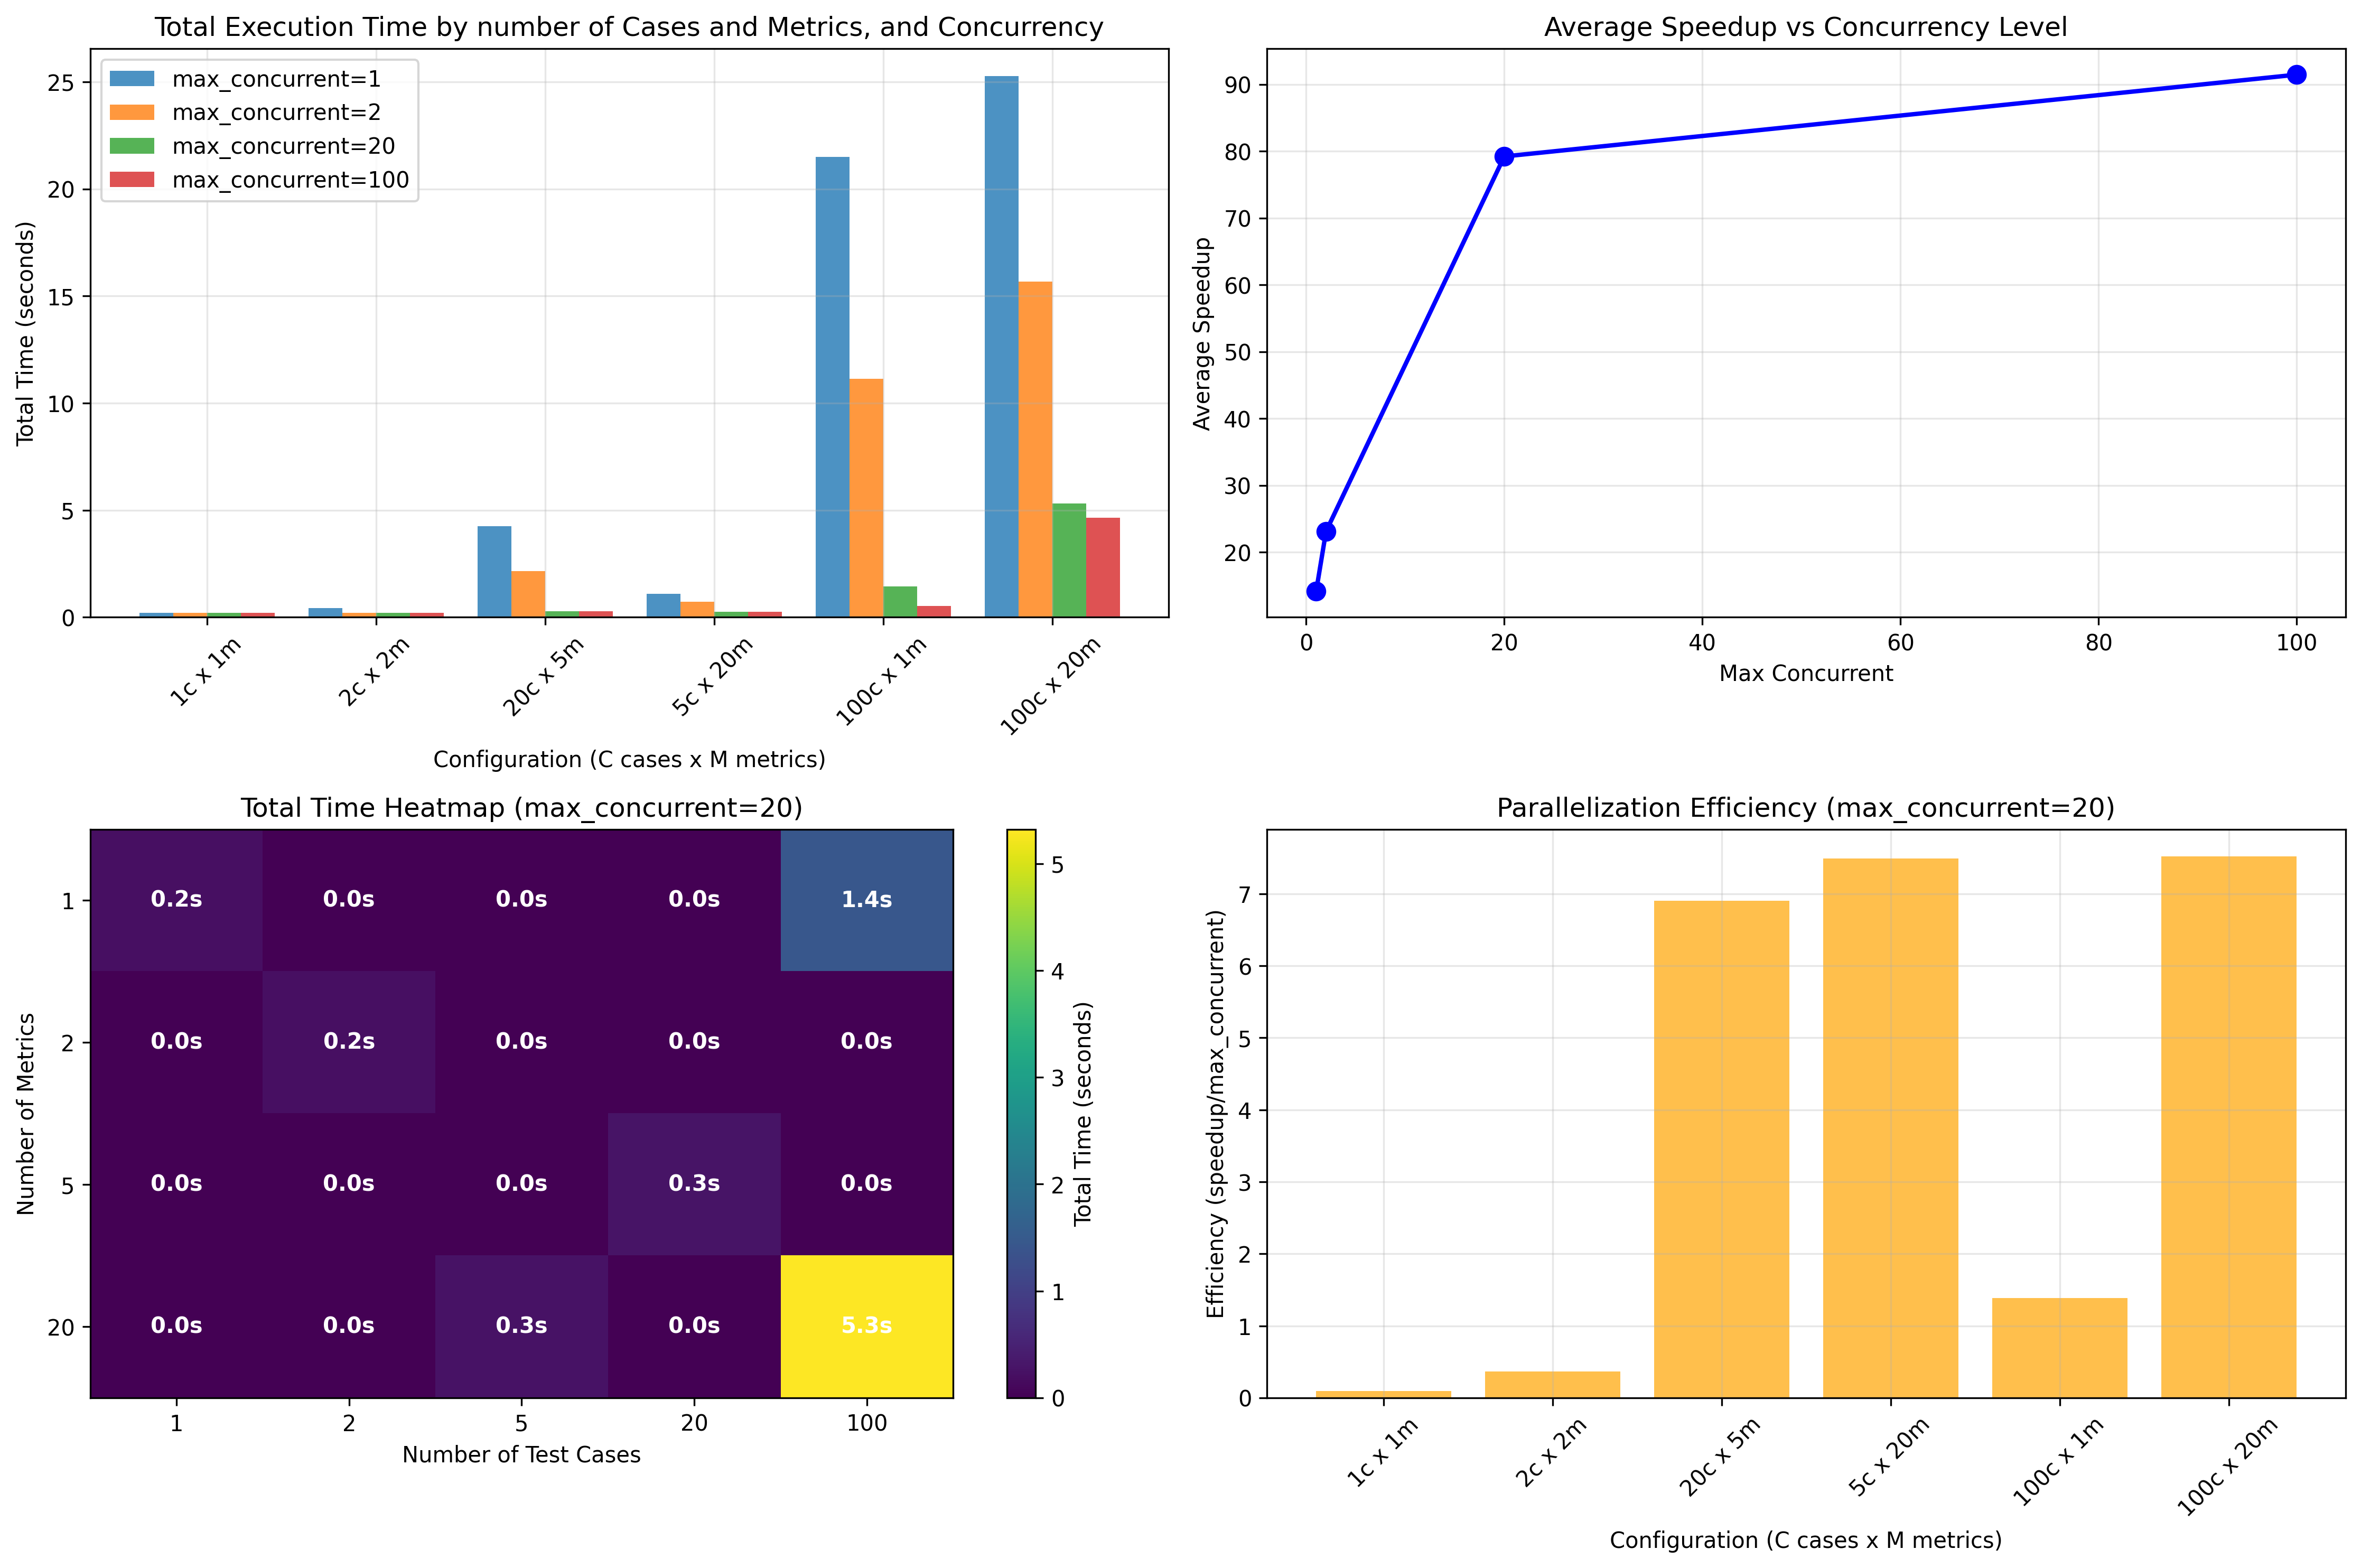 Total Execution Time by number of Cases and Metrics, and Concurrency
max_concurrent=1
max_concurrent=2
max_concurrent=20
max_concurrent=100
Total Time (seconds)
25
20
15
10
5
0
1c x 1m
2c x 2m
20c x 5m
5c x 20m
100c x 1m
100c x 20m
Configuration (C cases x M metrics)
Average Speedup vs Concurrency Level
Average Speedup
90
80
70
60
50
40
30
20
0 20 40 60 80 100
Max Concurrent
Total Time Heatmap (max_concurrent=20)
Number of Metrics
1 0.2s 0.0s 0.0s 0.0s 1.4s
2 0.0s 0.2s 0.0s 0.0s 0.0s
5 0.0s 0.0s 0.0s 0.3s 0.0s
20 0.0s 0.0s 0.3s 0.0s 5.3s
1 2 5 20 100
Number of Test Cases
5
4
3
2
1
0
Total Time (seconds)
Parallelization Efficiency (max_concurrent=20)
Efficiency (speedup/max_concurrent)
7
6
5
4
3
2
1
0
1c x 1m
2c x 2m
20c x 5m
5c x 20m
100c x 1m
100c x 20m
Configuration (C cases x M metrics)